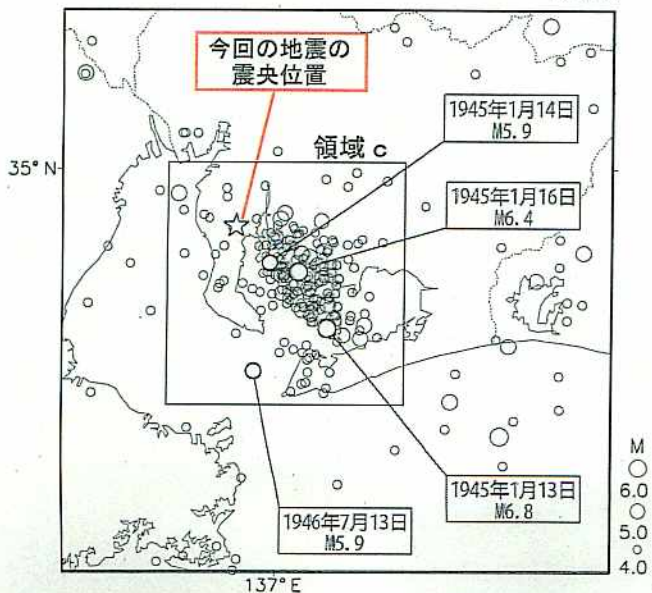 今回の地震の
震央位置
1945年1月14日
M5.9
領域 c
35°N
1945年1月16日
M6.4
M
6.0
5.0
4.0
1945年1月13日
M6.8
1946年7月13日
M5.9
137°E